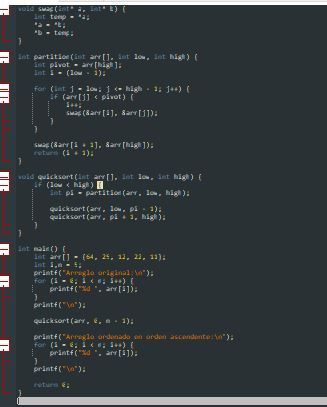 void swap(int* a, int* b) {
int temp = *a;
*a = *b;
*b = temp;
}
int partition(int arr[], int low, int high) {
int pivot = arr[high];
int i = (low - 1);
for (int j = low; j <= high - 1; j++) {
if (arr[j] < pivot) {
i++;
swap(&arr[i], &arr[j]);
}
}
swap(&arr[i + 1], &arr[high]);
return (i + 1);
}
void quicksort(int arr[], int low, int high) {
if (low < high) {
int pi = partition(arr, low, high);
quicksort(arr, low, pi - 1);
quicksort(arr, pi + 1, high);
}
}
int main() {
int arr[] = {64, 25, 12, 22, 11};
int i,n = 5;
printf("Arreglo original:\n");
for (i = 0; i < n; i++) {
printf("%d ", arr[i]);
}
printf("\n");
quicksort(arr, 0, n - 1);
printf("Arreglo ordenado en orden ascendente:\n");
for (i = 0; i < n; i++) {
printf("%d ", arr[i]);
}
printf("\n");
return 0;
}